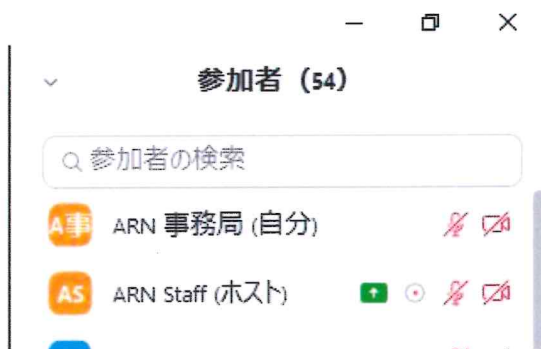 参加者 (54)
参加者の検索
A事 ARN 事務局 (自分)
AS ARN Staff (ホスト)